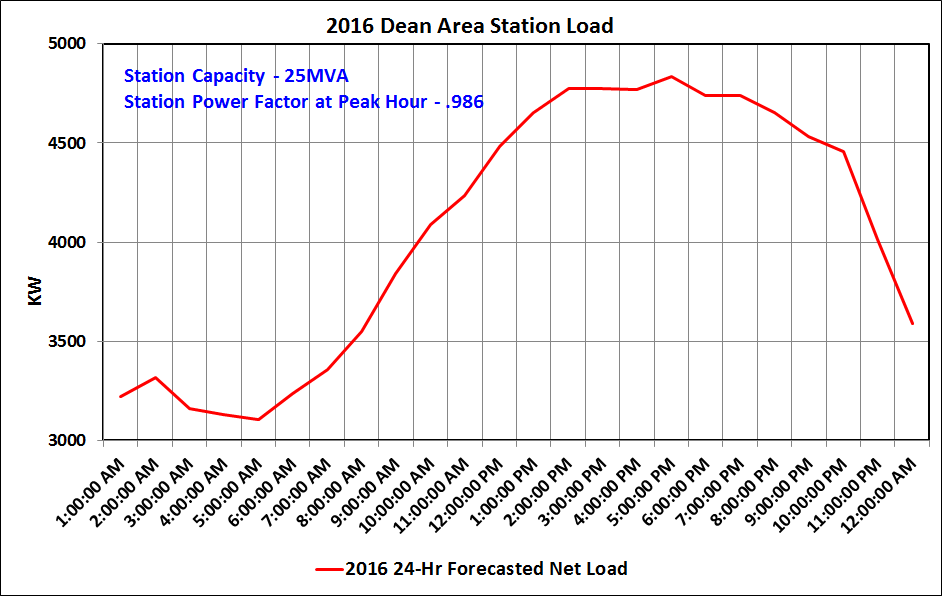 2016 Dean Area Station Load
Station Capacity - 25MVA
Station Power Factor at Peak Hour - .986
5000
4500
4000
3500
3000
KW
1:00:00 AM
2:00:00 AM
3:00:00 AM
4:00:00 AM
5:00:00 AM
6:00:00 AM
7:00:00 AM
8:00:00 AM
9:00:00 AM
10:00:00 AM
11:00:00 AM
12:00:00 PM
1:00:00 PM
2:00:00 PM
3:00:00 PM
4:00:00 PM
5:00:00 PM
6:00:00 PM
7:00:00 PM
8:00:00 PM
9:00:00 PM
10:00:00 PM
11:00:00 PM
12:00:00 AM
2016 24-Hr Forecasted Net Load